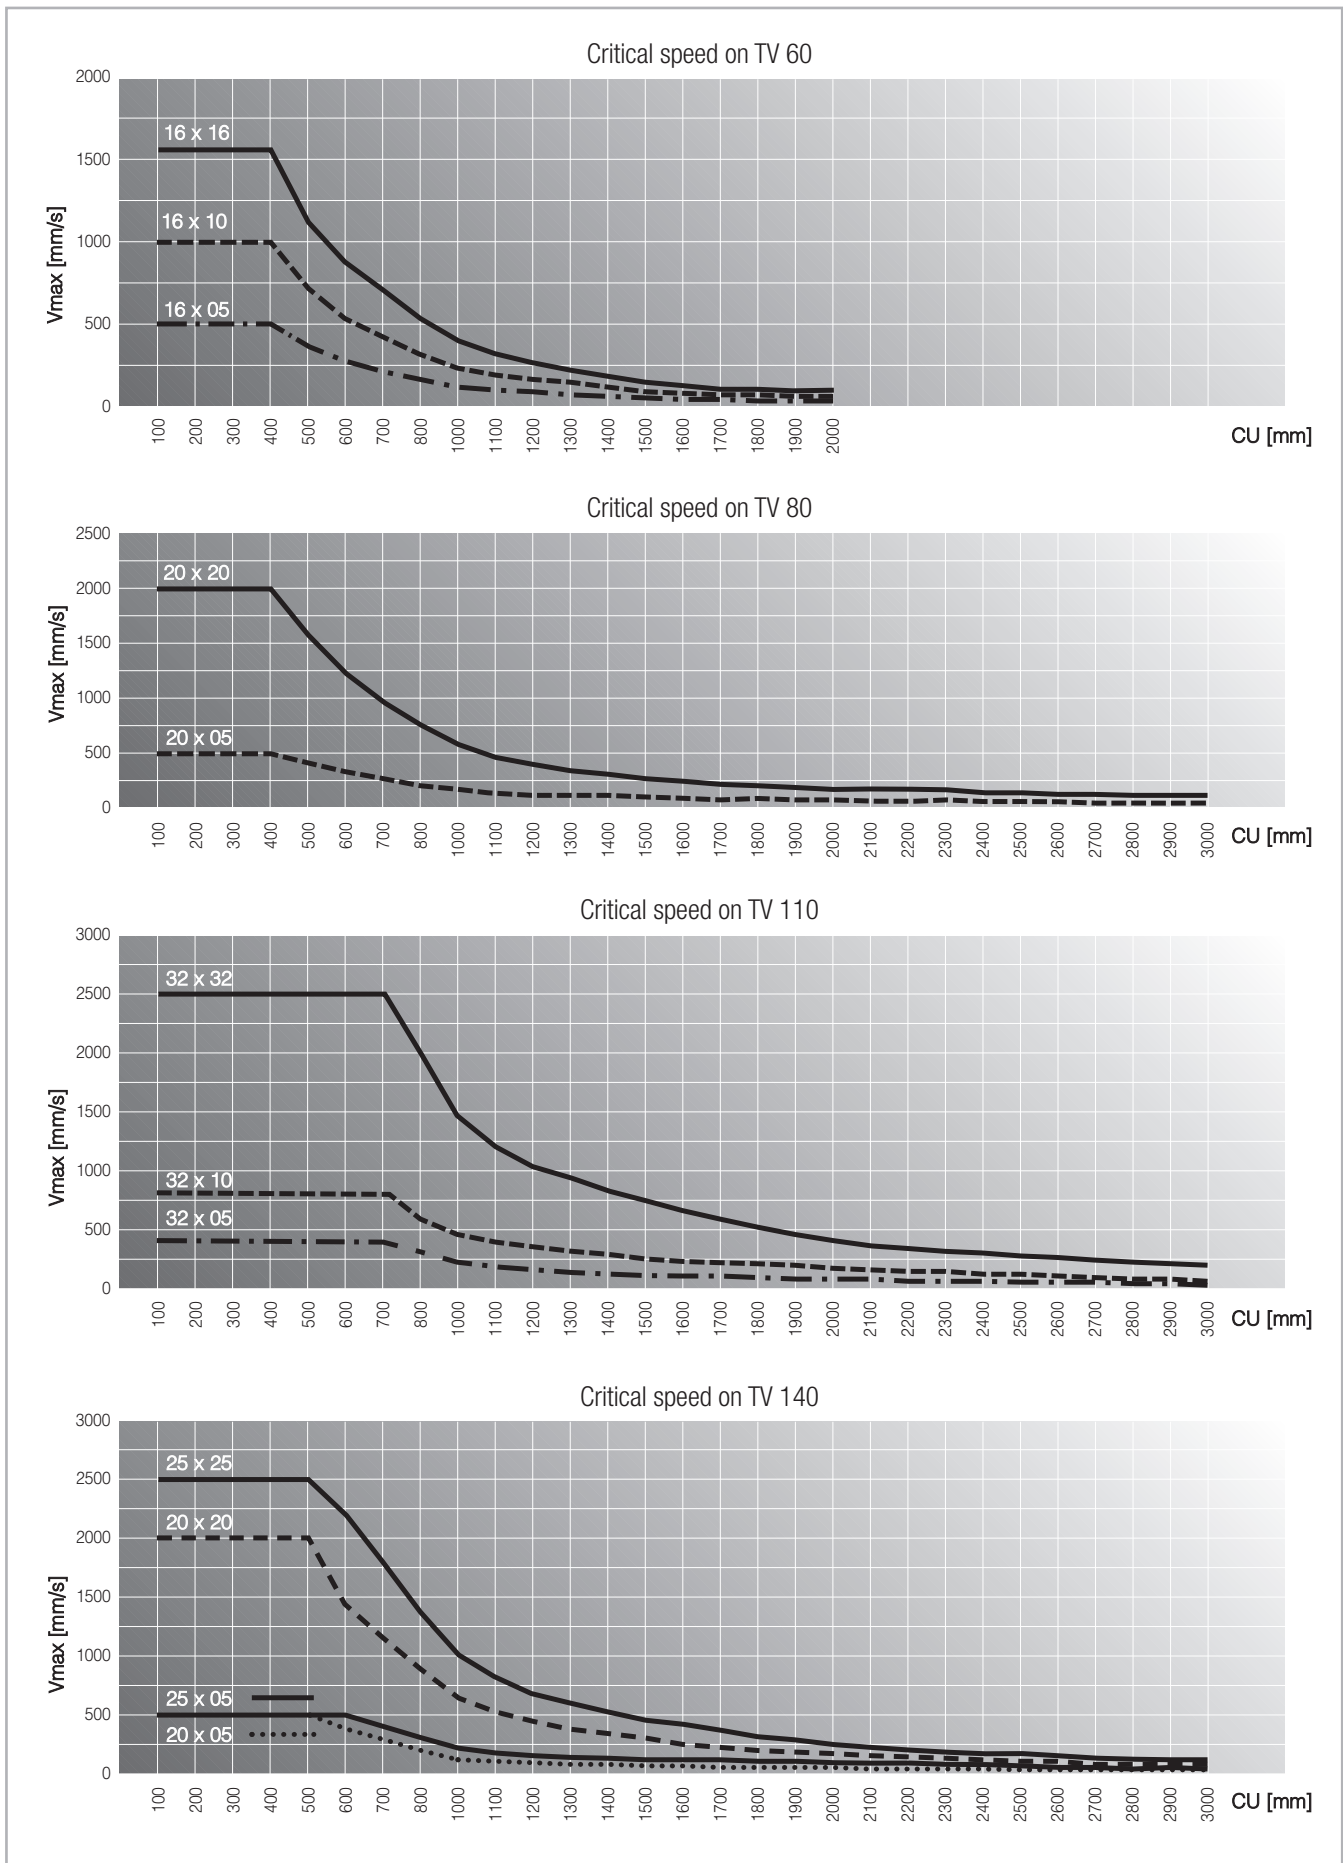 Critical speed on TV 60
2000
1500
1000
500
0
Vmax [mm/s]
16 x 16
16 x 10
16 x 05
100 200 300 400 500 600 700 800 1000 1100 1200 1300 1400 1500 1600 1700 1800 1900 2000
CU [mm]
Critical speed on TV 80
2500
2000
1500
1000
500
0
Vmax [mm/s]
20 x 20
20 x 05
100 200 300 400 500 600 700 800 1000 1100 1200 1300 1400 1500 1600 1700 1800 1900 2000 2100 2200 2300 2400 2500 2600 2700 2800 2900 3000
CU [mm]
Critical speed on TV 110
3000
2500
2000
1500
1000
500
0
Vmax [mm/s]
32 x 32
32 x 10
32 x 05
100 200 300 400 500 600 700 800 1000 1100 1200 1300 1400 1500 1600 1700 1800 1900 2000 2100 2200 2300 2400 2500 2600 2700 2800 2900 3000
CU [mm]
Critical speed on TV 140
3000
2500
2000
1500
1000
500
0
Vmax [mm/s]
25 x 25
20 x 20
25 x 05
20 x 05
100 200 300 400 500 600 700 800 1000 1100 1200 1300 1400 1500 1600 1700 1800 1900 2000 2100 2200 2300 2400 2500 2600 2700 2800 2900 3000
CU [mm]